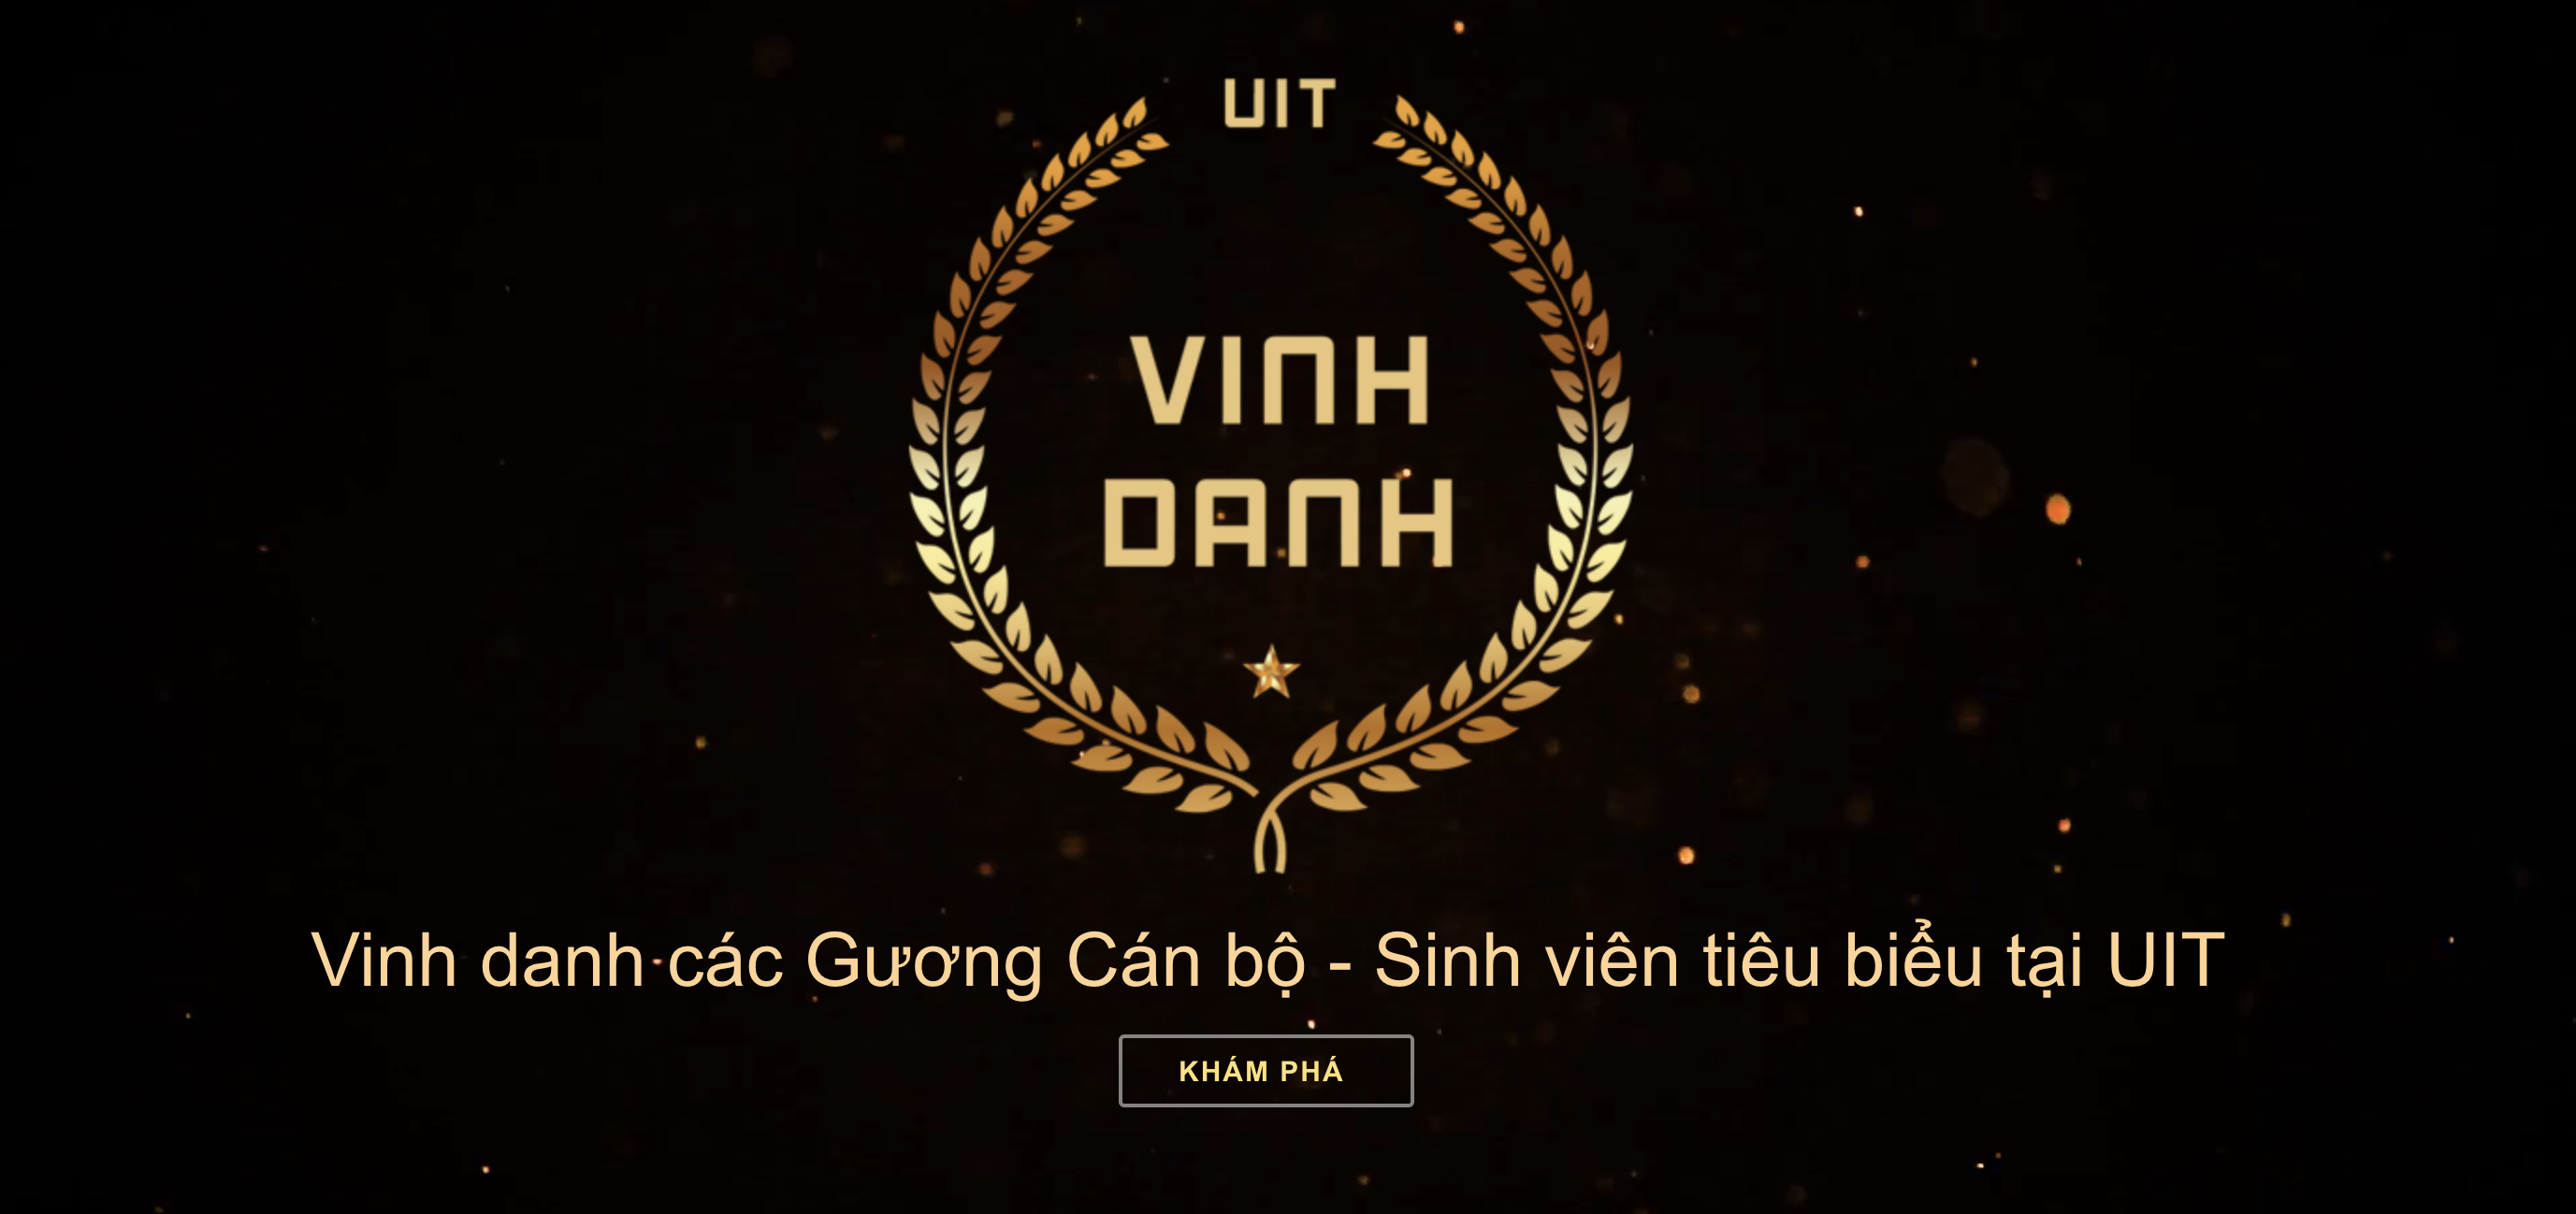 UIT
VINH
DANH
Vinh danh các Gương Cán bộ - Sinh viên tiêu biểu tại UIT
KHÁM PHÁ